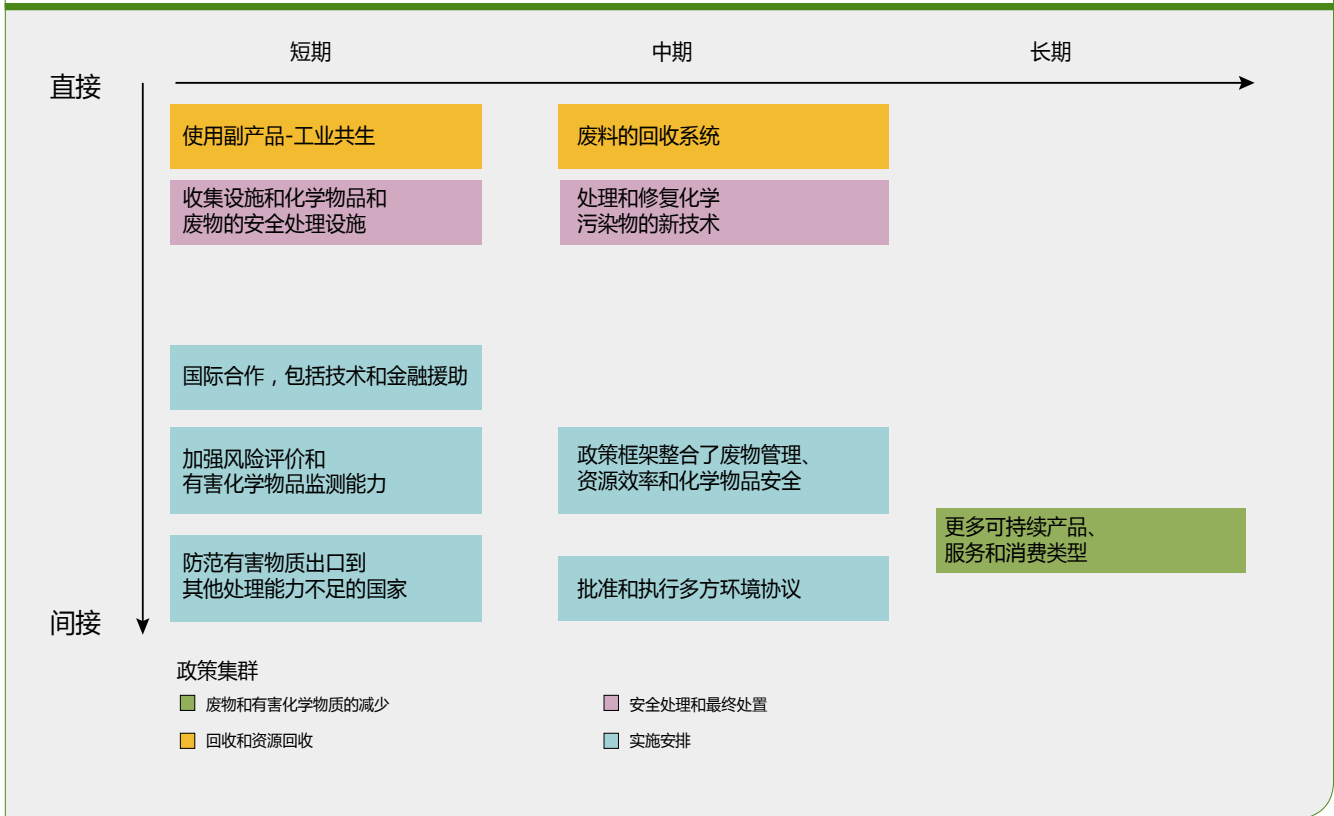 短期
中期
长期
直接
使用副产品-工业共生
废料的回收系统
收集设施和化学物品和
废物的安全处理设施
处理和修复化学
污染物的新技术
国际合作，包括技术和金融援助
加强风险评价和
有害化学物品监测能力
政策框架整合了废物管理、
资源效率和化学物品安全
更多可持续产品、
服务和消费类型
防范有害物质出口到
其他处理能力不足的国家
批准和执行多方环境协议
间接
政策集群
废物和有害化学物质的减少
安全处理和最终处置
回收和资源回收
实施安排